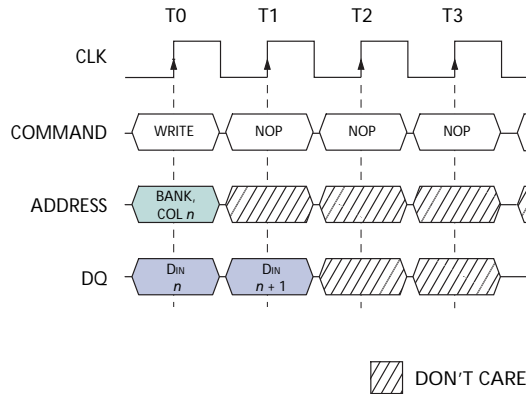 T0 T1 T2 T3
CLK
COMMAND WRITE NOP NOP NOP
ADDRESS BANK,
COL n
DQ DIN DIN
n n + 1
DON'T CARE